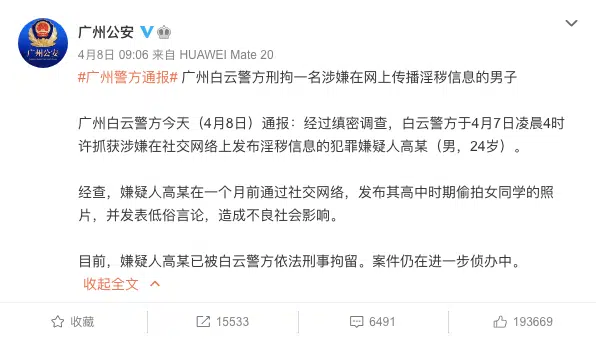 广州公安
4月8日 09:06 来自 HUAWEI Mate 20
#广州警方通报# 广州白云警方刑拘一名涉嫌在网上传播淫秽信息的男子
广州白云警方今天（4月8日）通报：经过缜密调查，白云警方于4月7日凌晨4时
许抓获涉嫌在社交网络上发布淫秽信息的犯罪嫌疑人高某（男，24岁）。
经查，嫌疑人高某在一个月前通过社交网络，发布其高中时期偷拍女同学的照
片，并发表低俗言论，造成不良社会影响。
目前，嫌疑人高某已被白云警方依法刑事拘留。案件仍在进一步侦办中。
收起全文
收藏 15533 6491 193669
广州公安